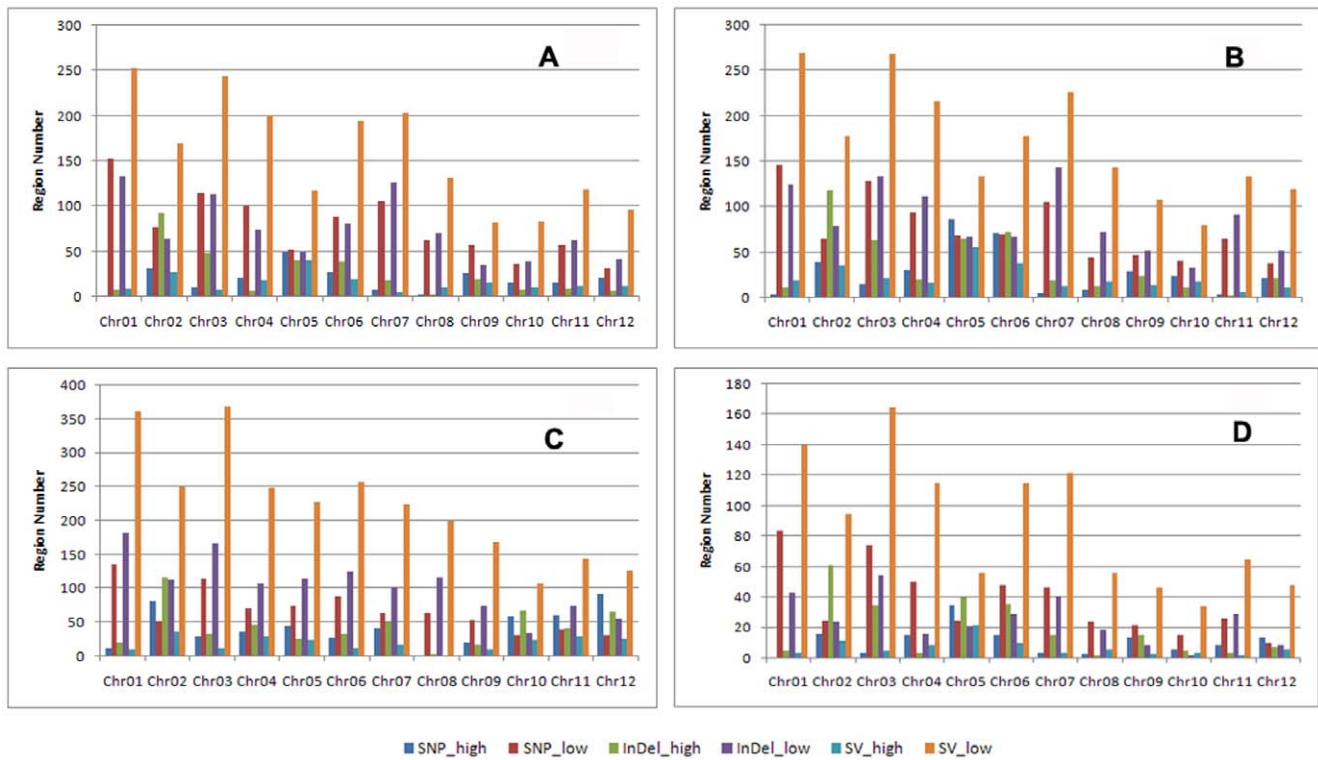 300
250
200
150
100
50
0
Region Number
A
Chr01 Chr02 Chr03 Chr04 Chr05 Chr06 Chr07 Chr08 Chr09 Chr10 Chr11 Chr12
300
250
200
150
100
50
0
Region Number
B
Chr01 Chr02 Chr03 Chr04 Chr05 Chr06 Chr07 Chr08 Chr09 Chr10 Chr11 Chr12
400
350
300
250
200
150
100
50
0
Region Number
C
Chr01 Chr02 Chr03 Chr04 Chr05 Chr06 Chr07 Chr08 Chr09 Chr10 Chr11 Chr12
180
160
140
120
100
80
60
40
20
0
Region Number
D
Chr01 Chr02 Chr03 Chr04 Chr05 Chr06 Chr07 Chr08 Chr09 Chr10 Chr11 Chr12
SNP_high SNP_low InDel_high InDel_low SV_high SV_low